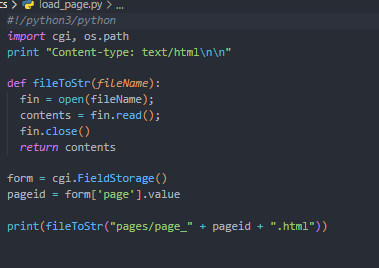 cs > load_page.py > ...
#!/python3/python
import cgi, os.path
print "Content-type: text/html\n\n"
def fileToStr(fileName):
fin = open(fileName);
contents = fin.read();
fin.close()
return contents
form = cgi.FieldStorage()
pageid = form['page'].value
print(fileToStr("pages/page_" + pageid + ".html"))